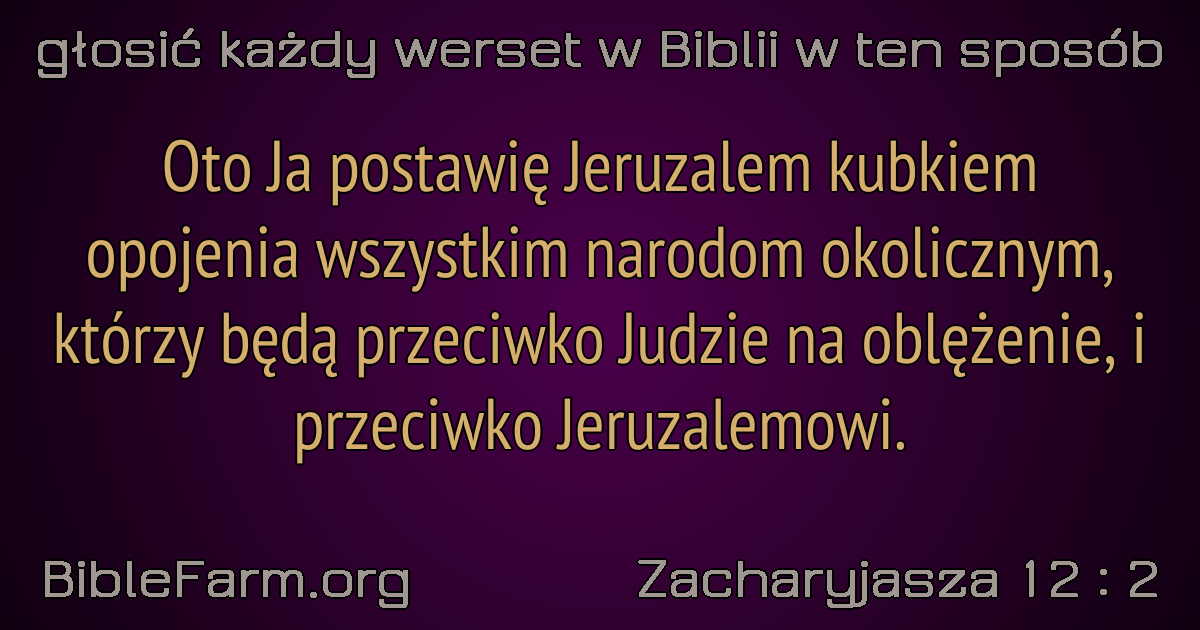 głosić każdy werset w Biblii w ten sposób
Oto Ja postawię Jeruzalem kubkiem
opojenia wszystkim narodom okolicznym,
którzy będą przeciwko Judzie na oblężenie, i
przeciwko Jeruzalemowi.
BibleFarm.org
Zacharyjasza 12 : 2